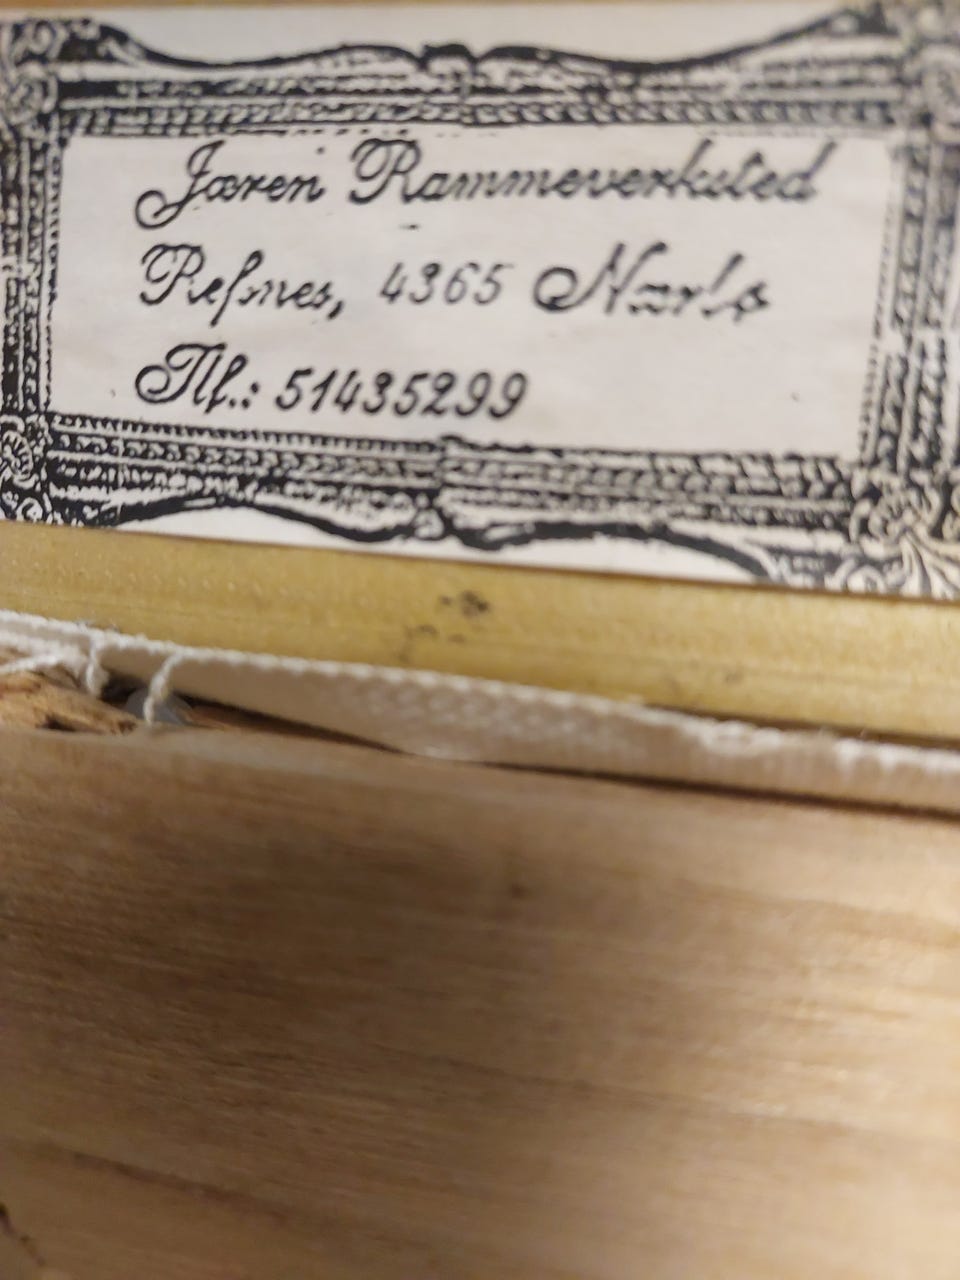 Jæren Rammeverksted
Refsnes, 4365 Nærbø
Tlf.: 51435299